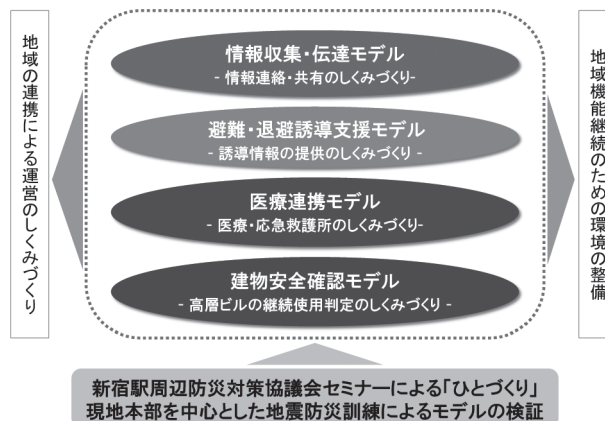 地域の連携による運営のしくみづくり
情報収集・伝達モデル
- 情報連絡・共有のしくみづくり-
避難・退避誘導支援モデル
- 誘導情報の提供のしくみづくり -
医療連携モデル
- 医療・応急救護所のしくみづくり-
建物安全確認モデル
- 高層ビルの継続使用判定のしくみづくり -
地域機能継続のための環境の整備
新宿駅周辺防災対策協議会セミナーによる「ひとづくり」
現地本部を中心とした地震防災訓練によるモデルの検証